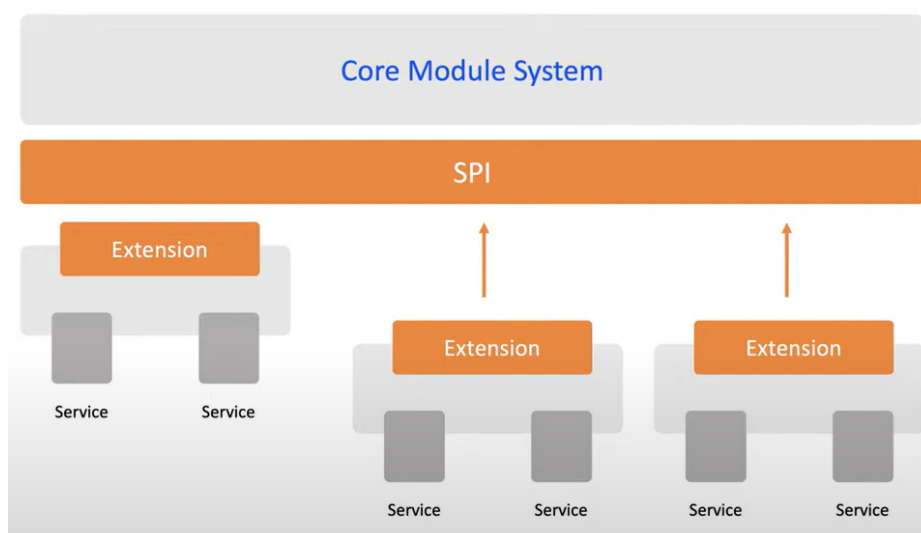 Core Module System
SPI
Extension
Service
Service
Extension
Service
Service
Extension
Service
Service